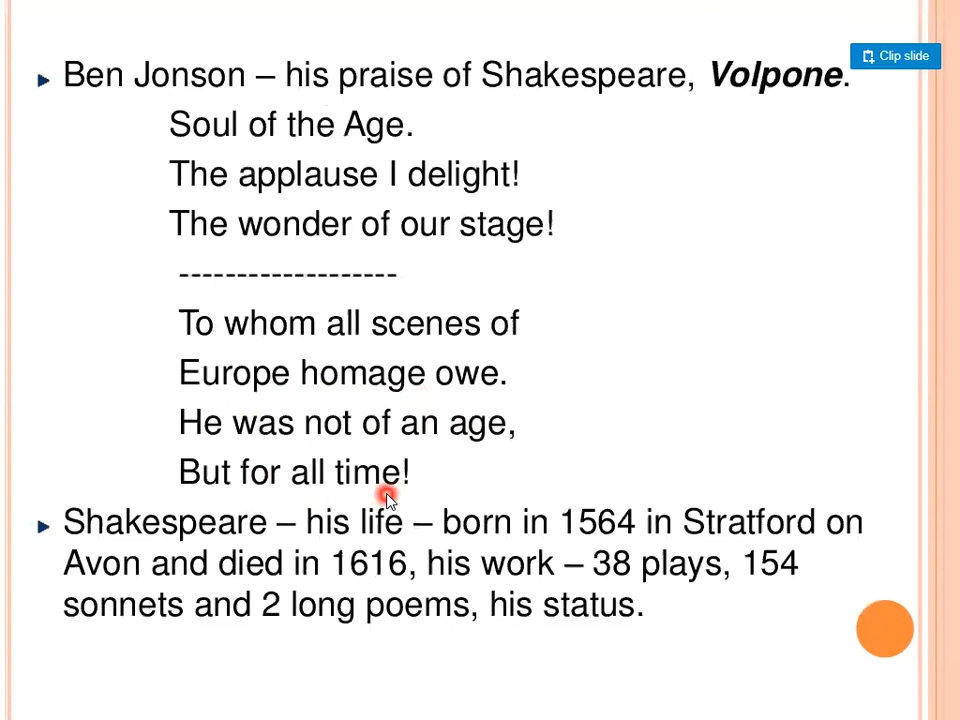 Clip slide
Ben Jonson – his praise of Shakespeare, Volpone.
Soul of the Age.
The applause I delight!
The wonder of our stage!
-------------------
To whom all scenes of
Europe homage owe.
He was not of an age,
But for all time!
Shakespeare – his life – born in 1564 in Stratford on
Avon and died in 1616, his work – 38 plays, 154
sonnets and 2 long poems, his status.